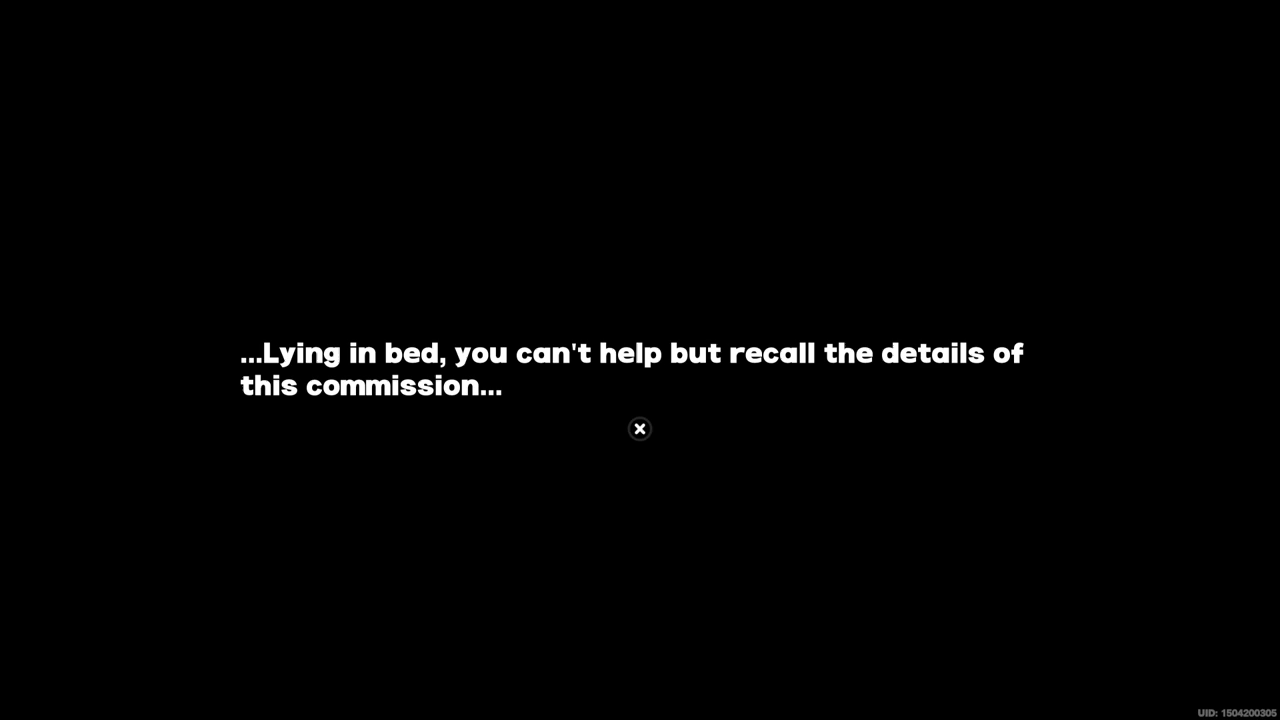 ...Lying in bed, you can't help but recall the details of
this commission...
UID: 1504200305